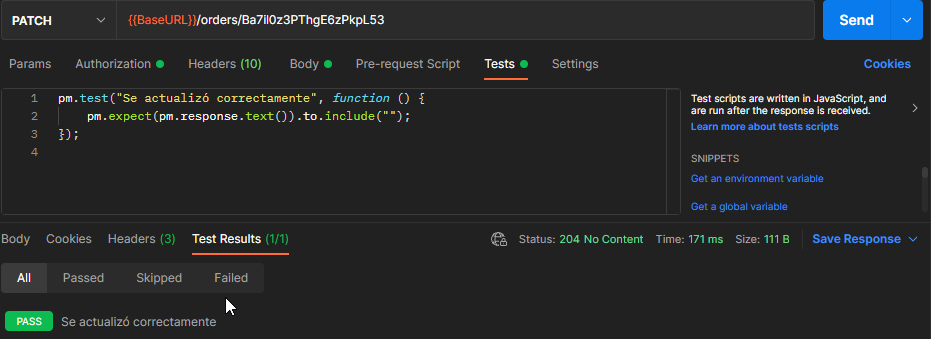 PATCH {{BaseURL}}/orders/Ba7il0z3PThgE6zPkpL53 Send
Params Authorization Headers (10) Body Pre-request Script Tests Settings Cookies
1 pm.test("Se actualizó correctamente", function () {
2 pm.expect(pm.response.text()).to.include("");
3 });
4
Test scripts are written in JavaScript, and
are run after the response is received.
Learn more about tests scripts
SNIPPETS
Get an environment variable
Get a global variable
Body Cookies Headers (3) Test Results (1/1) Status: 204 No Content Time: 171 ms Size: 111 B Save Response
All Passed Skipped Failed
PASS Se actualizó correctamente